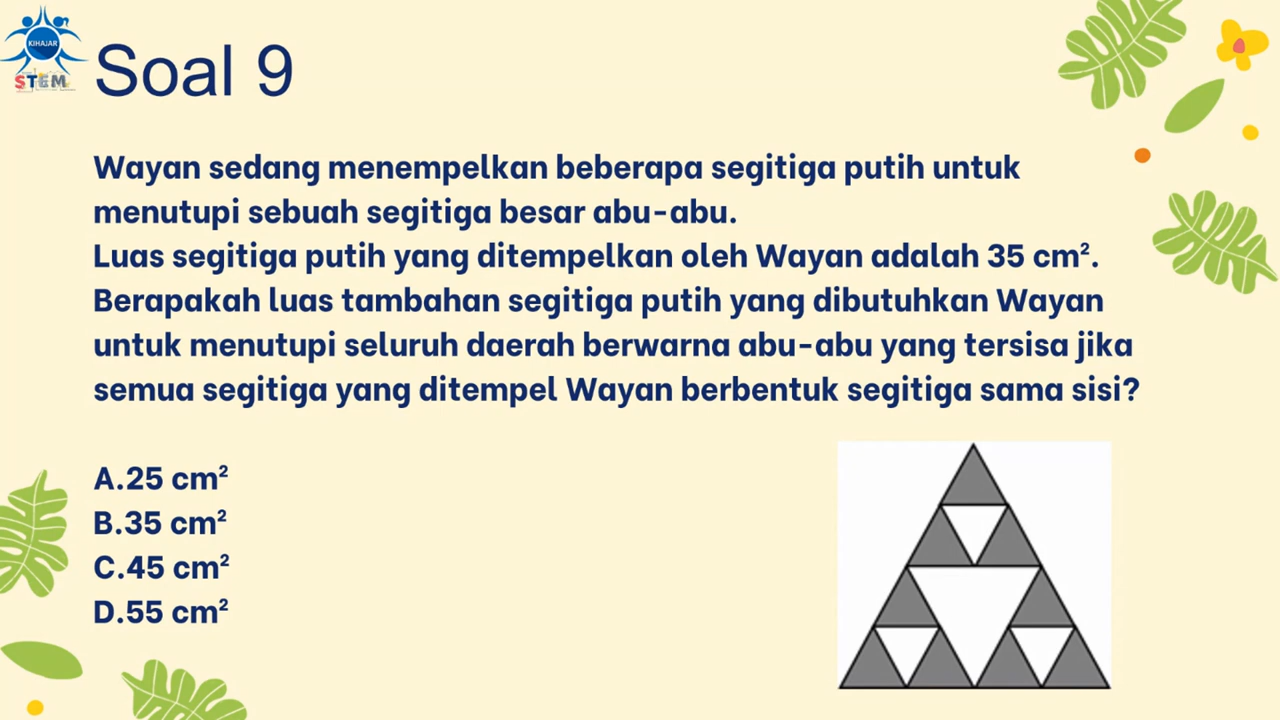 KIHAJAR
STEM
Soal 9
Wayan sedang menempelkan beberapa segitiga putih untuk
menutupi sebuah segitiga besar abu-abu.
Luas segitiga putih yang ditempelkan oleh Wayan adalah 35 cm².
Berapakah luas tambahan segitiga putih yang dibutuhkan Wayan
untuk menutupi seluruh daerah berwarna abu-abu yang tersisa jika
semua segitiga yang ditempel Wayan berbentuk segitiga sama sisi?
A.25 cm²
B.35 cm²
C.45 cm²
D.55 cm²